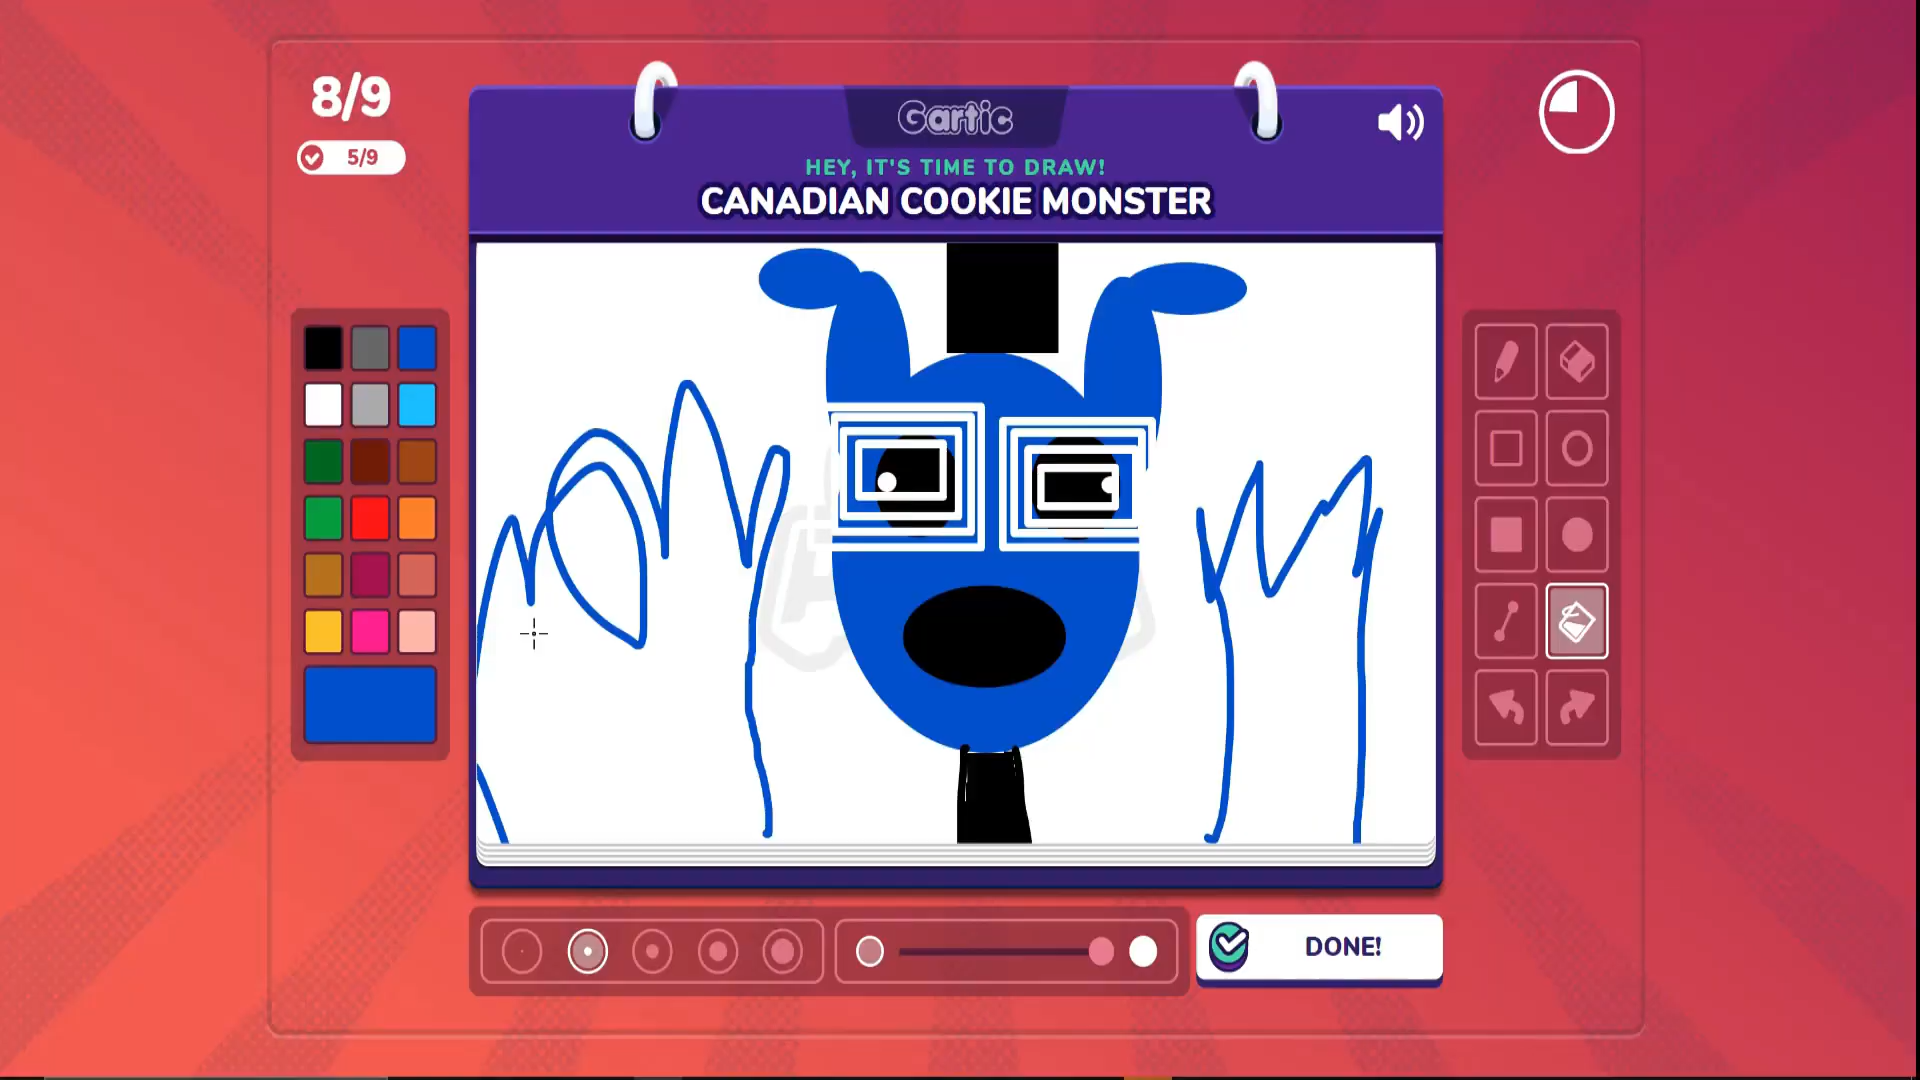 8/9
5/9
Gartic
HEY, IT'S TIME TO DRAW!
CANADIAN COOKIE MONSTER
DONE!